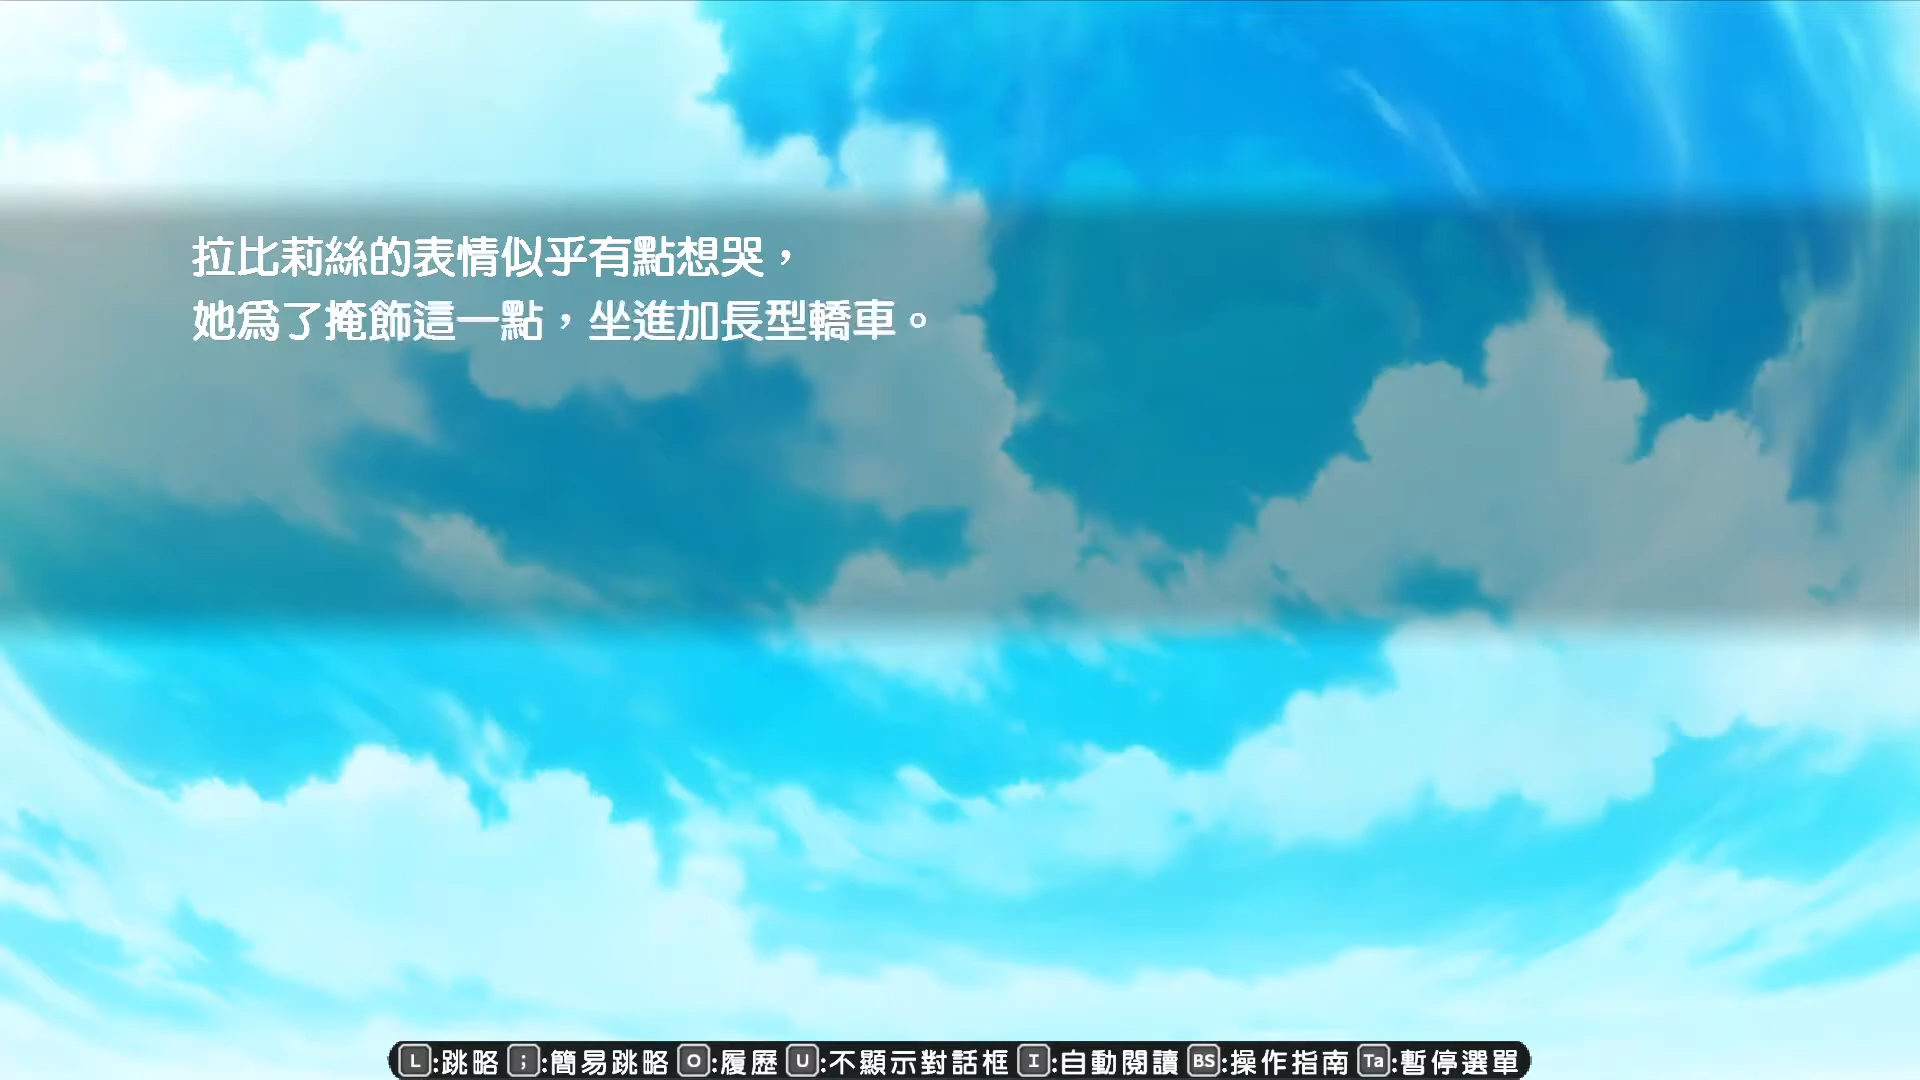 拉比莉絲的表情似乎有點想哭，
她為了掩飾這一點，坐進加長型轎車。
L:跳略 ;:簡易跳略 O:履歷 U:不顯示對話框 I:自動閱讀 BS:操作指南 Ta:暫停選單